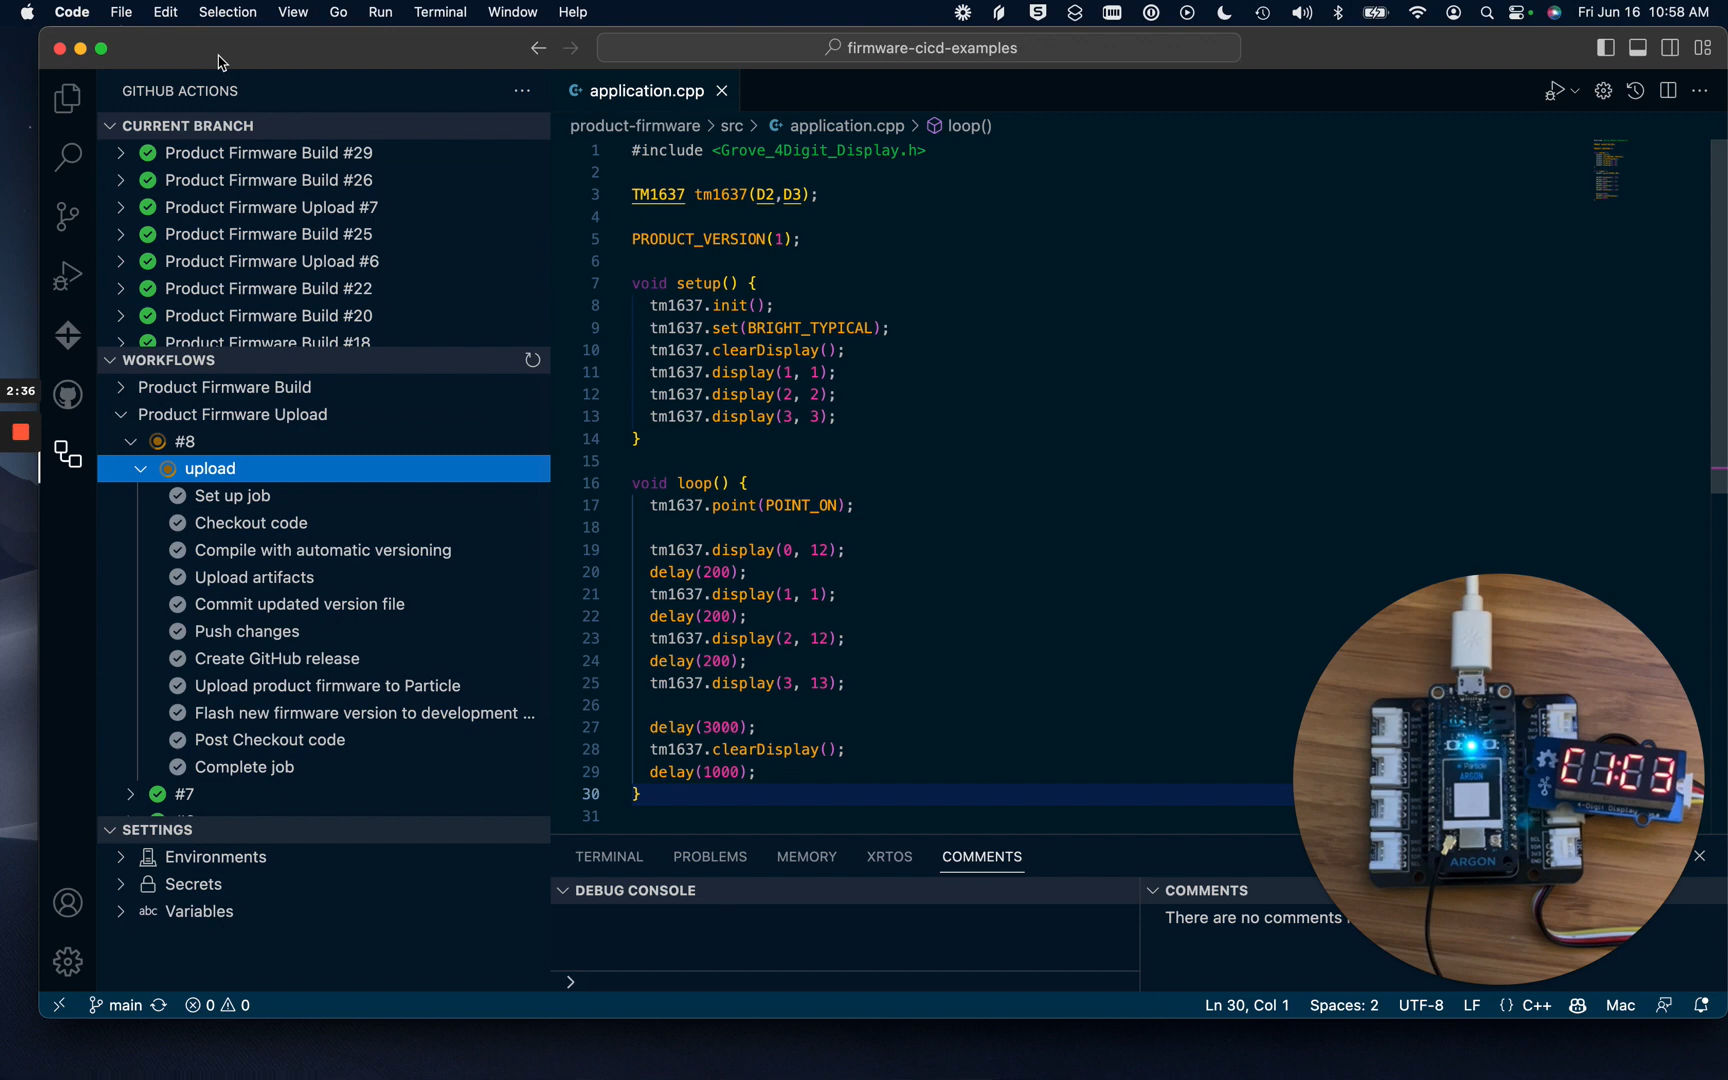 Code File Edit Selection View Go Run Terminal Window Help
Fri Jun 16 10:58 AM
firmware-cicd-examples
GITHUB ACTIONS
CURRENT BRANCH
Product Firmware Build #29
Product Firmware Build #26
Product Firmware Upload #7
Product Firmware Build #25
Product Firmware Upload #6
Product Firmware Build #22
Product Firmware Build #20
Product Firmware Build #18
WORKFLOWS
Product Firmware Build
Product Firmware Upload
#8
upload
Set up job
Checkout code
Compile with automatic versioning
Upload artifacts
Commit updated version file
Push changes
Create GitHub release
Upload product firmware to Particle
Flash new firmware version to development ...
Post Checkout code
Complete job
#7
SETTINGS
Environments
Secrets
abc Variables
2:36
application.cpp
product-firmware > src > application.cpp > loop()
1 #include <Grove_4Digit_Display.h>
2
3 TM1637 tm1637(D2,D3);
4
5 PRODUCT_VERSION(1);
6
7 void setup() {
8 tm1637.init();
9 tm1637.set(BRIGHT_TYPICAL);
10 tm1637.clearDisplay();
11 tm1637.display(1, 1);
12 tm1637.display(2, 2);
13 tm1637.display(3, 3);
14 }
15
16 void loop() {
17 tm1637.point(POINT_ON);
18
19 tm1637.display(0, 12);
20 delay(200);
21 tm1637.display(1, 1);
22 delay(200);
23 tm1637.display(2, 12);
24 delay(200);
25 tm1637.display(3, 13);
26
27 delay(3000);
28 tm1637.clearDisplay();
29 delay(1000);
30 }
31
TERMINAL PROBLEMS MEMORY XRTOS COMMENTS
DEBUG CONSOLE
COMMENTS
There are no comments
Particle
ARGON
4-Digit Display
ARGON
main 0 0
Ln 30, Col 1 Spaces: 2 UTF-8 LF {} C++ Mac